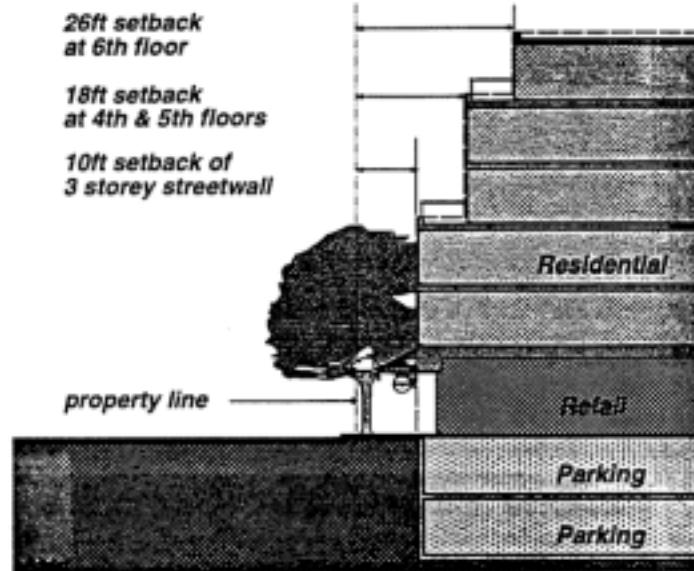 26ft setback
at 6th floor
18ft setback
at 4th & 5th floors
10ft setback of
3 storey streetwall
Residential
property line
Retail
Parking
Parking